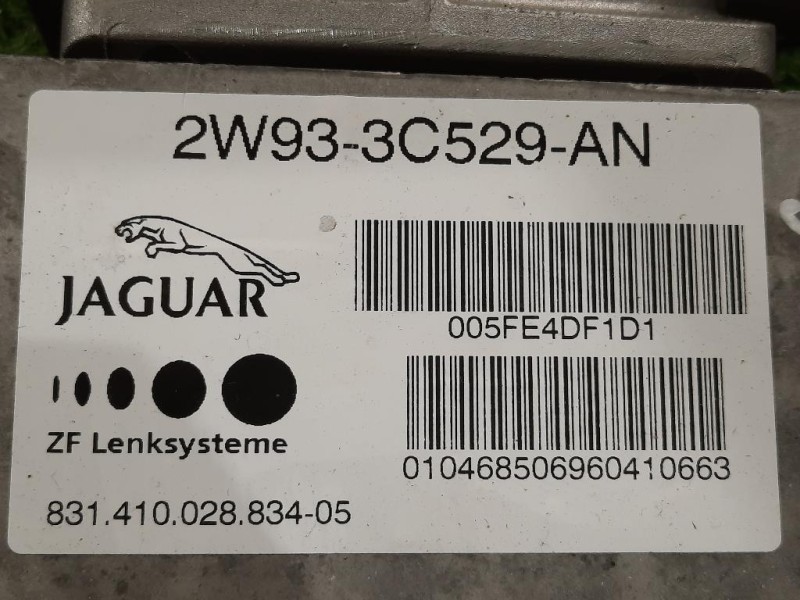 2W93-3C529-AN
JAGUAR
005FE4DF1D1
ZF Lenksysteme
010468506960410663
831.410.028.834-05